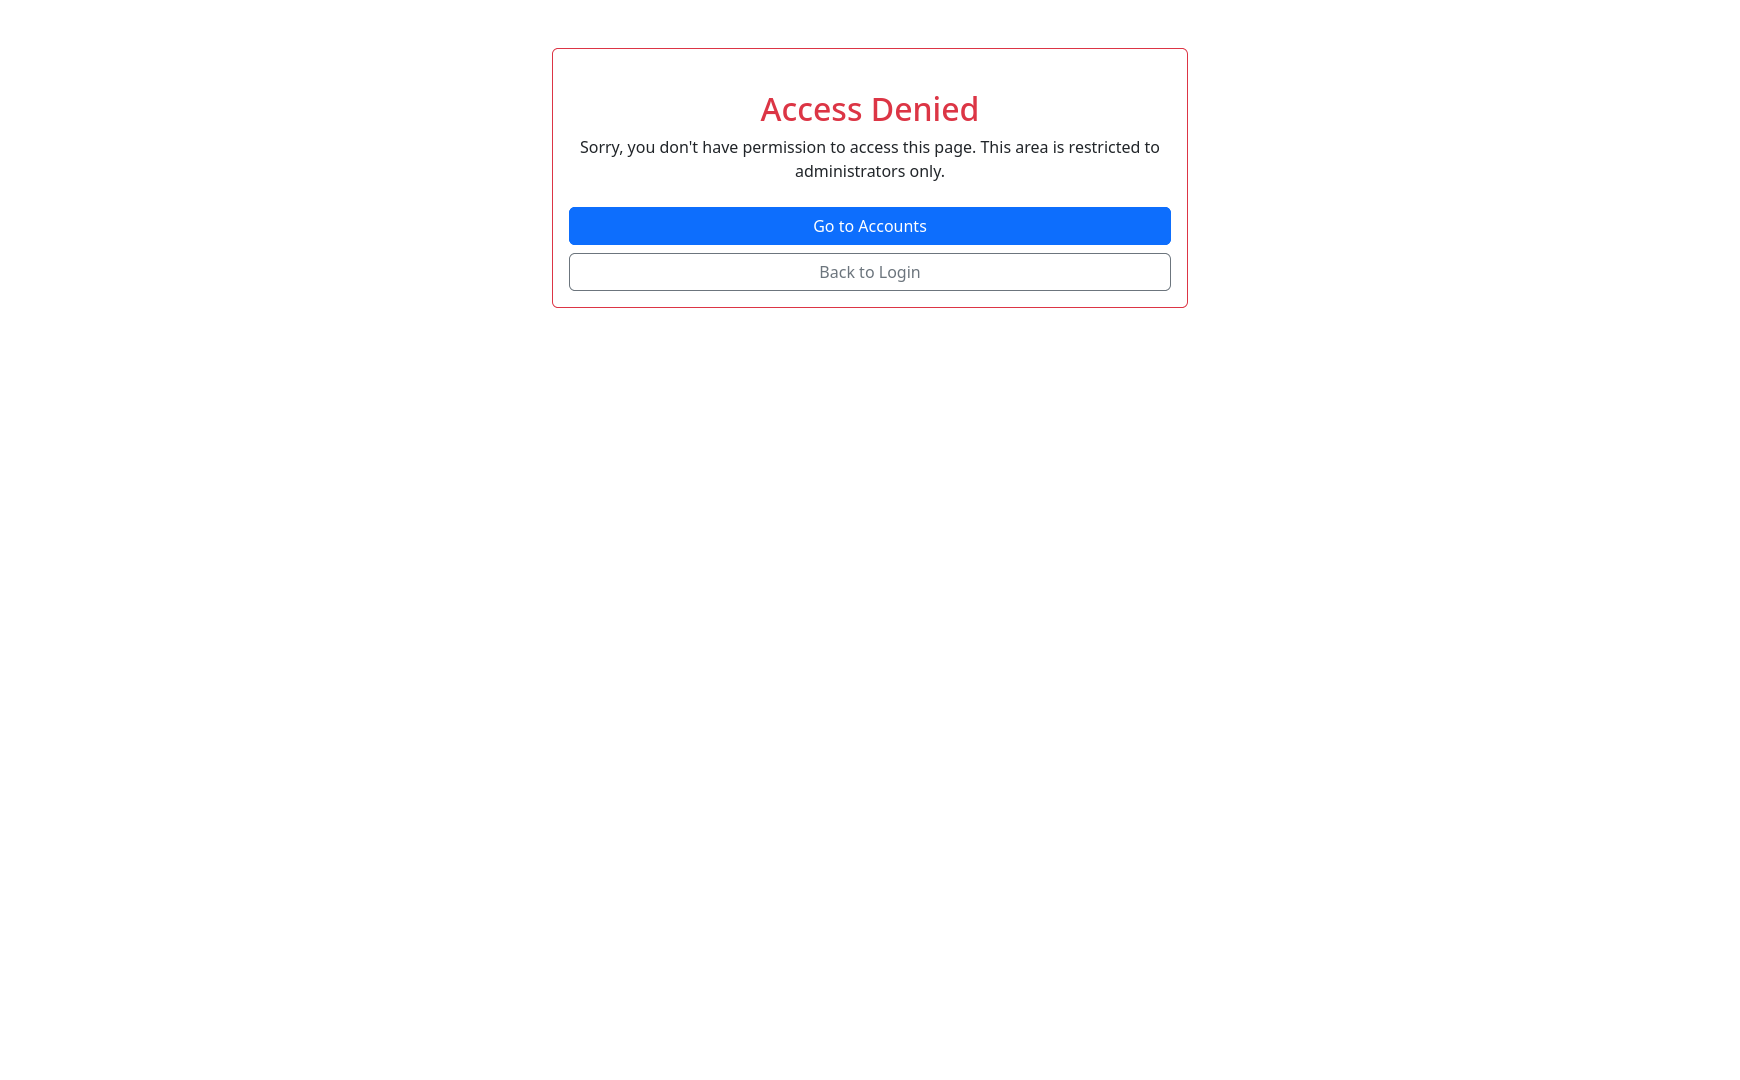 Access Denied
Sorry, you don't have permission to access this page. This area is restricted to
administrators only.
Go to Accounts
Back to Login